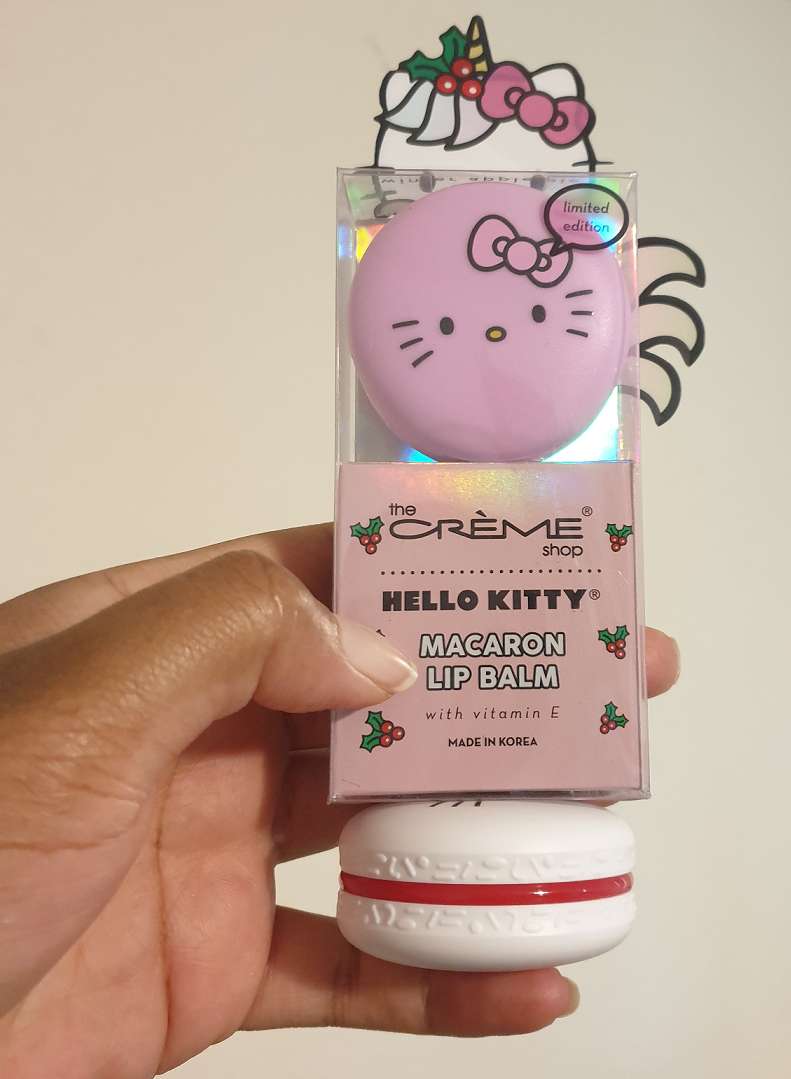 limited
edition
the
CRÈME®
shop
HELLO KITTY®
MACARON
LIP BALM
with vitamin E
MADE IN KOREA